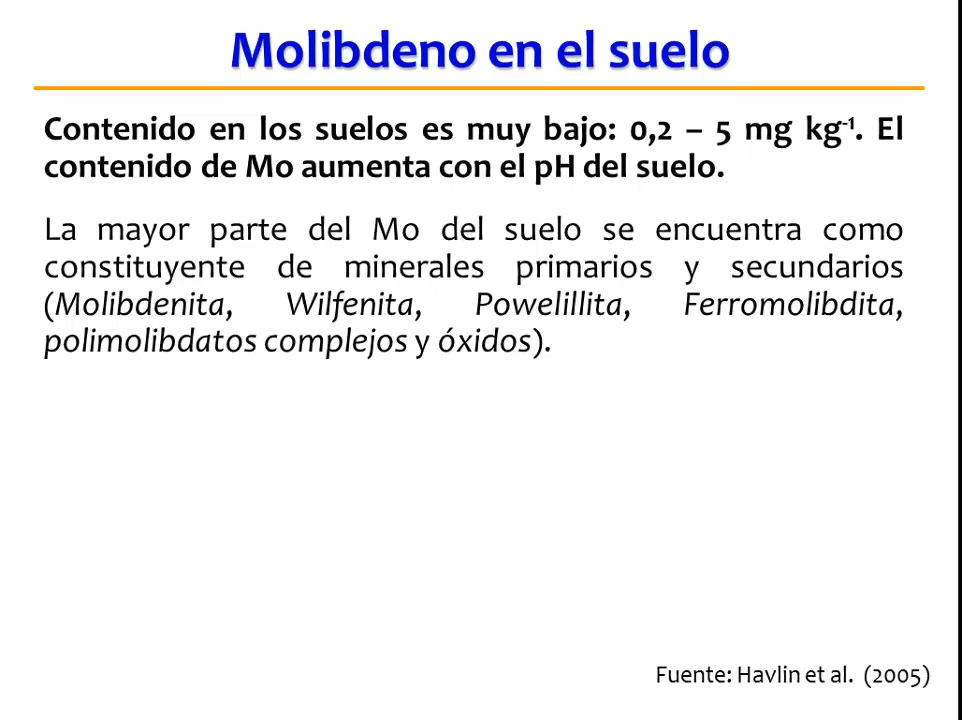 Molibdeno en el suelo
Contenido en los suelos es muy bajo: 0,2 – 5 mg kg⁻¹. El
contenido de Mo aumenta con el pH del suelo.
La mayor parte del Mo del suelo se encuentra como
constituyente de minerales primarios y secundarios
(Molibdenita, Wilfenita, Powelillita, Ferromolibdita,
polimolibdatos complejos y óxidos).
Fuente: Havlin et al. (2005)